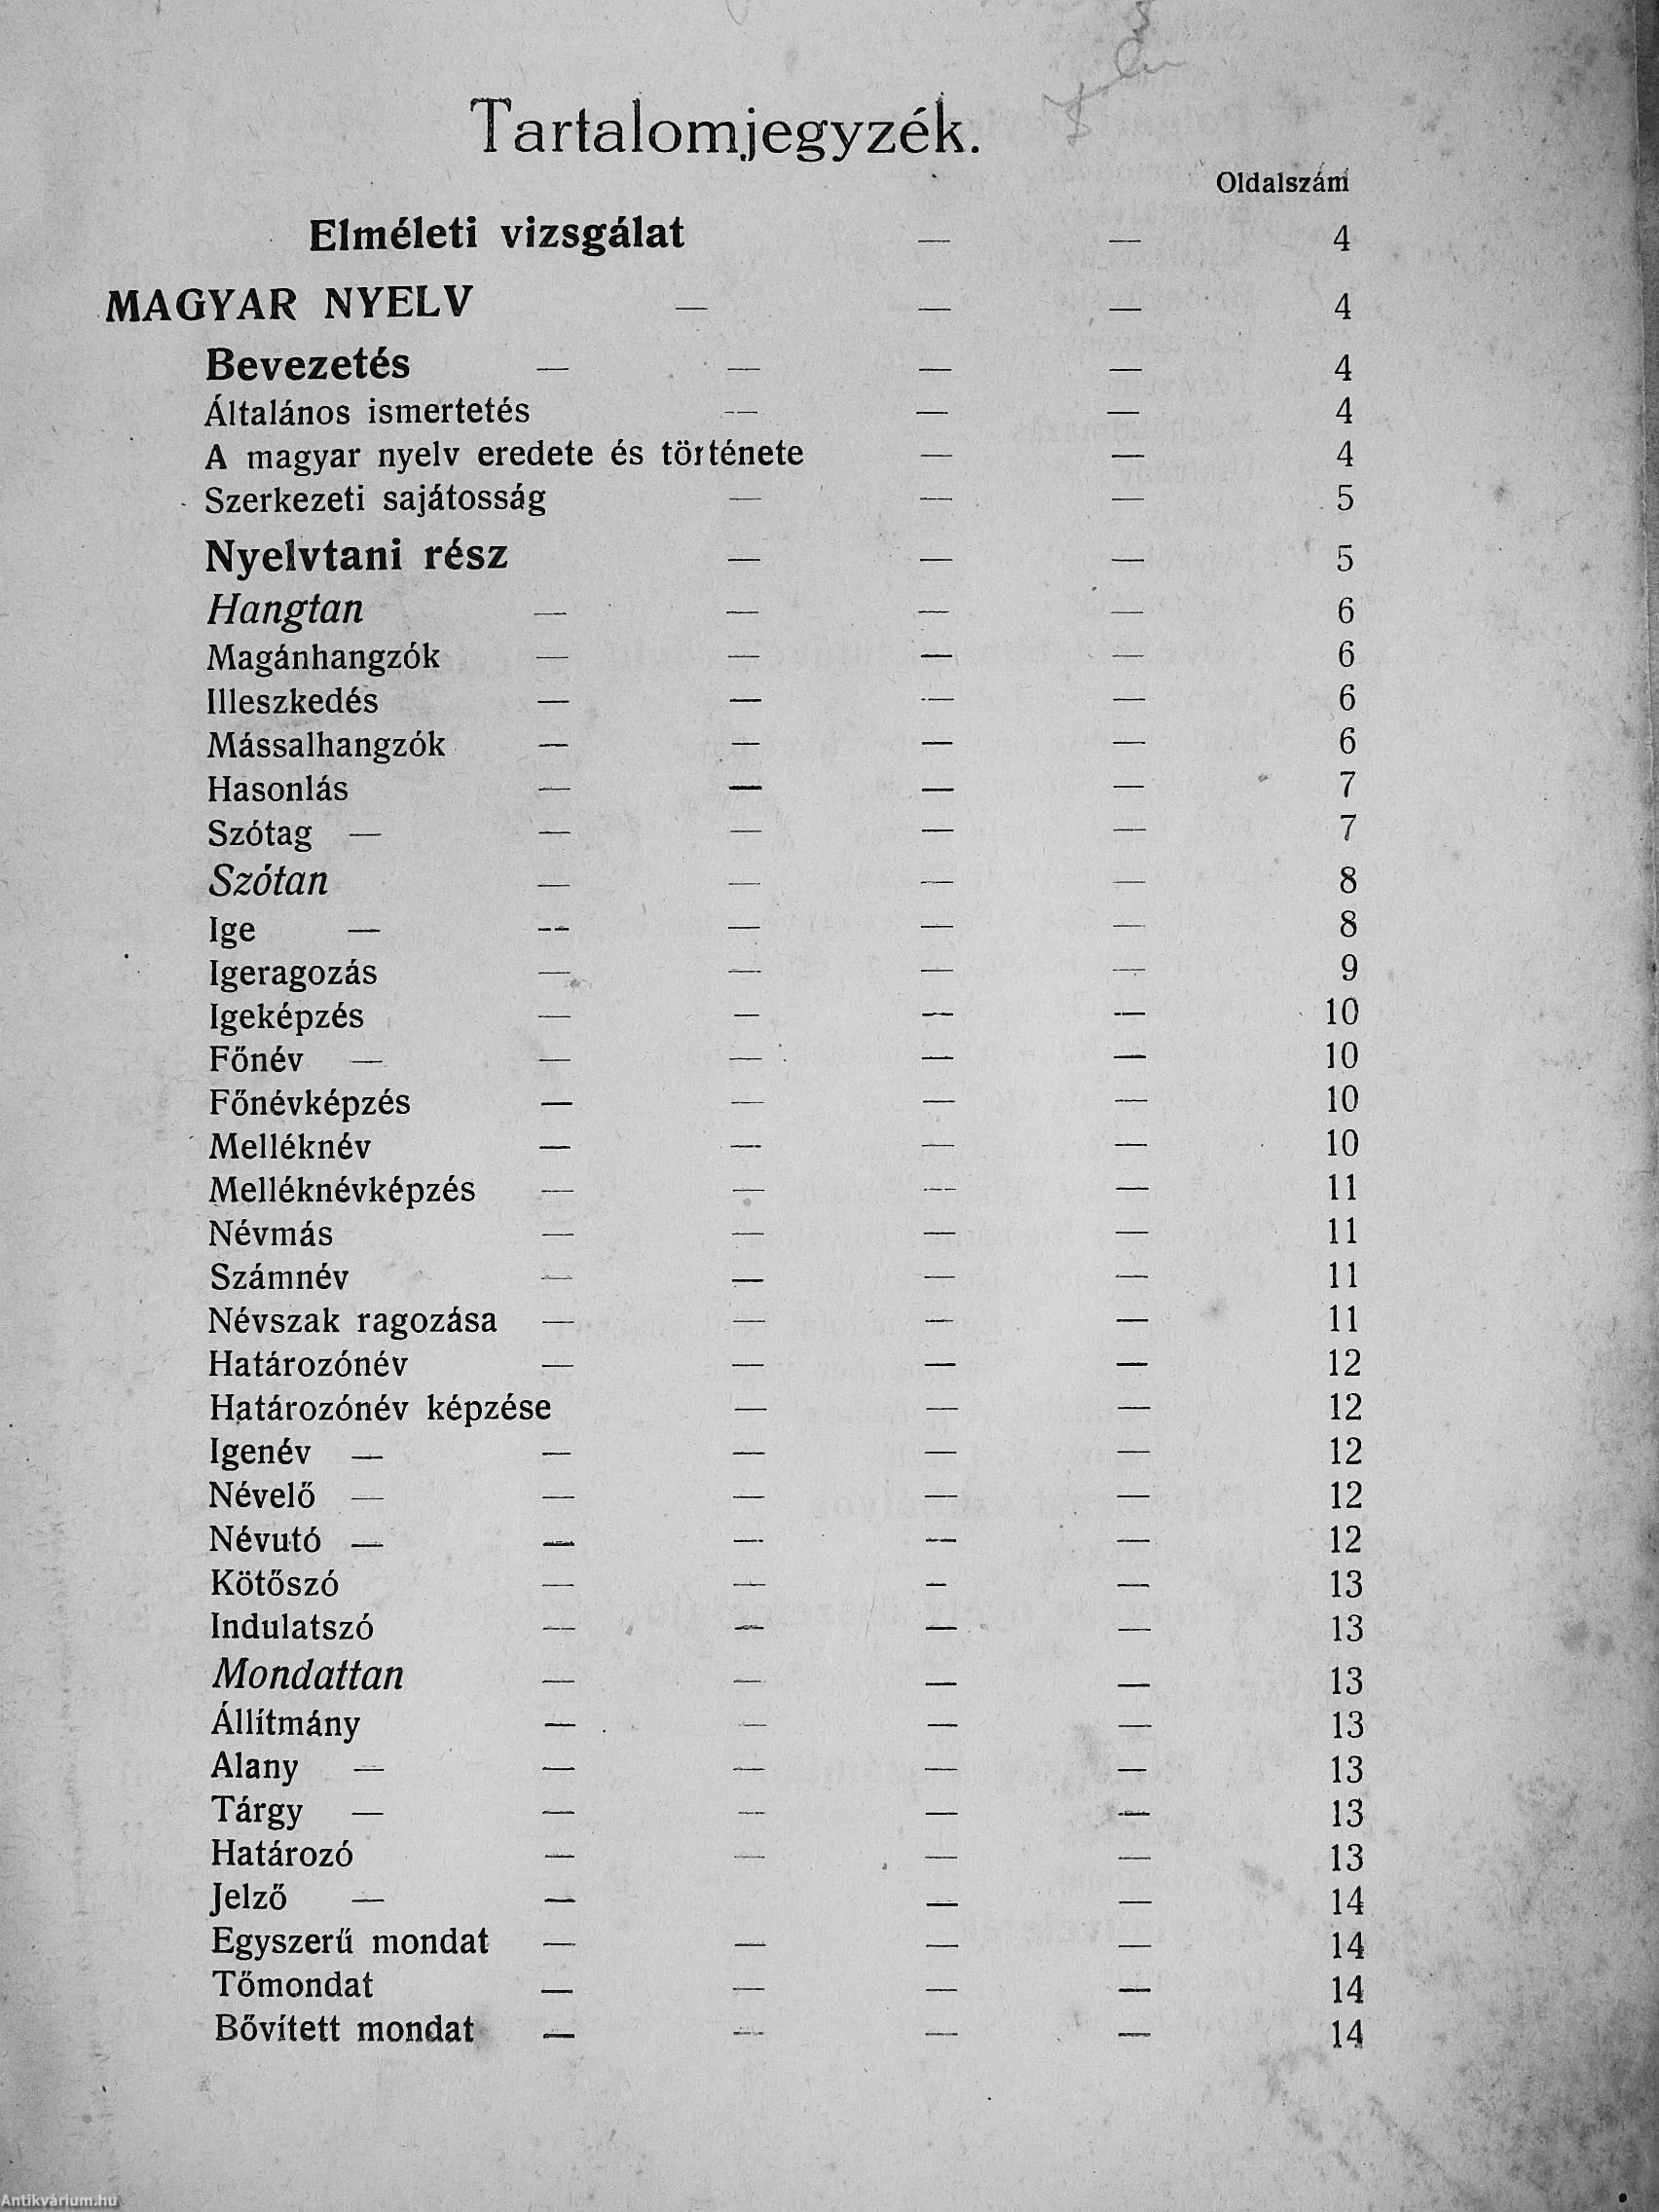 Tartalomjegyzék.
Oldalszám
Elméleti vizsgálat — — 4
MAGYAR NYELV — — — 4
Bevezetés — — — — 4
Általános ismertetés — — — 4
A magyar nyelv eredete és története — — 4
Szerkezeti sajátosság — — — 5
Nyelvtani rész — — — 5
Hangtan — — — — 6
Magánhangzók — — — — 6
Illeszkedés — — — — 6
Mássalhangzók — — — — 6
Hasonlás — — — — 7
Szótag — — — — — 7
Szótan — — — — 8
Ige — — — — — 8
Igeragozás — — — — 9
Igeképzés — — — — 10
Főnév — — — — — 10
Főnévképzés — — — — 10
Melléknév — — — — 10
Melléknévképzés — — — — 11
Névmás — — — — 11
Számnév — — — — 11
Névszak ragozása — — — — 11
Határozónév — — — — 12
Határozónév képzése — — — 12
Igenév — — — — — 12
Névelő — — — — — 12
Névutó — — — — — 12
Kötőszó — — — — 13
Indulatszó — — — — 13
Mondattan — — — — 13
Állítmány — — — — 13
Alany — — — — — 13
Tárgy — — — — — 13
Határozó — — — — 13
Jelző — — — — 14
Egyszerű mondat — — — — 14
Tőmondat — — — — 14
Bővített mondat — — — — 14
Antikvárium.hu